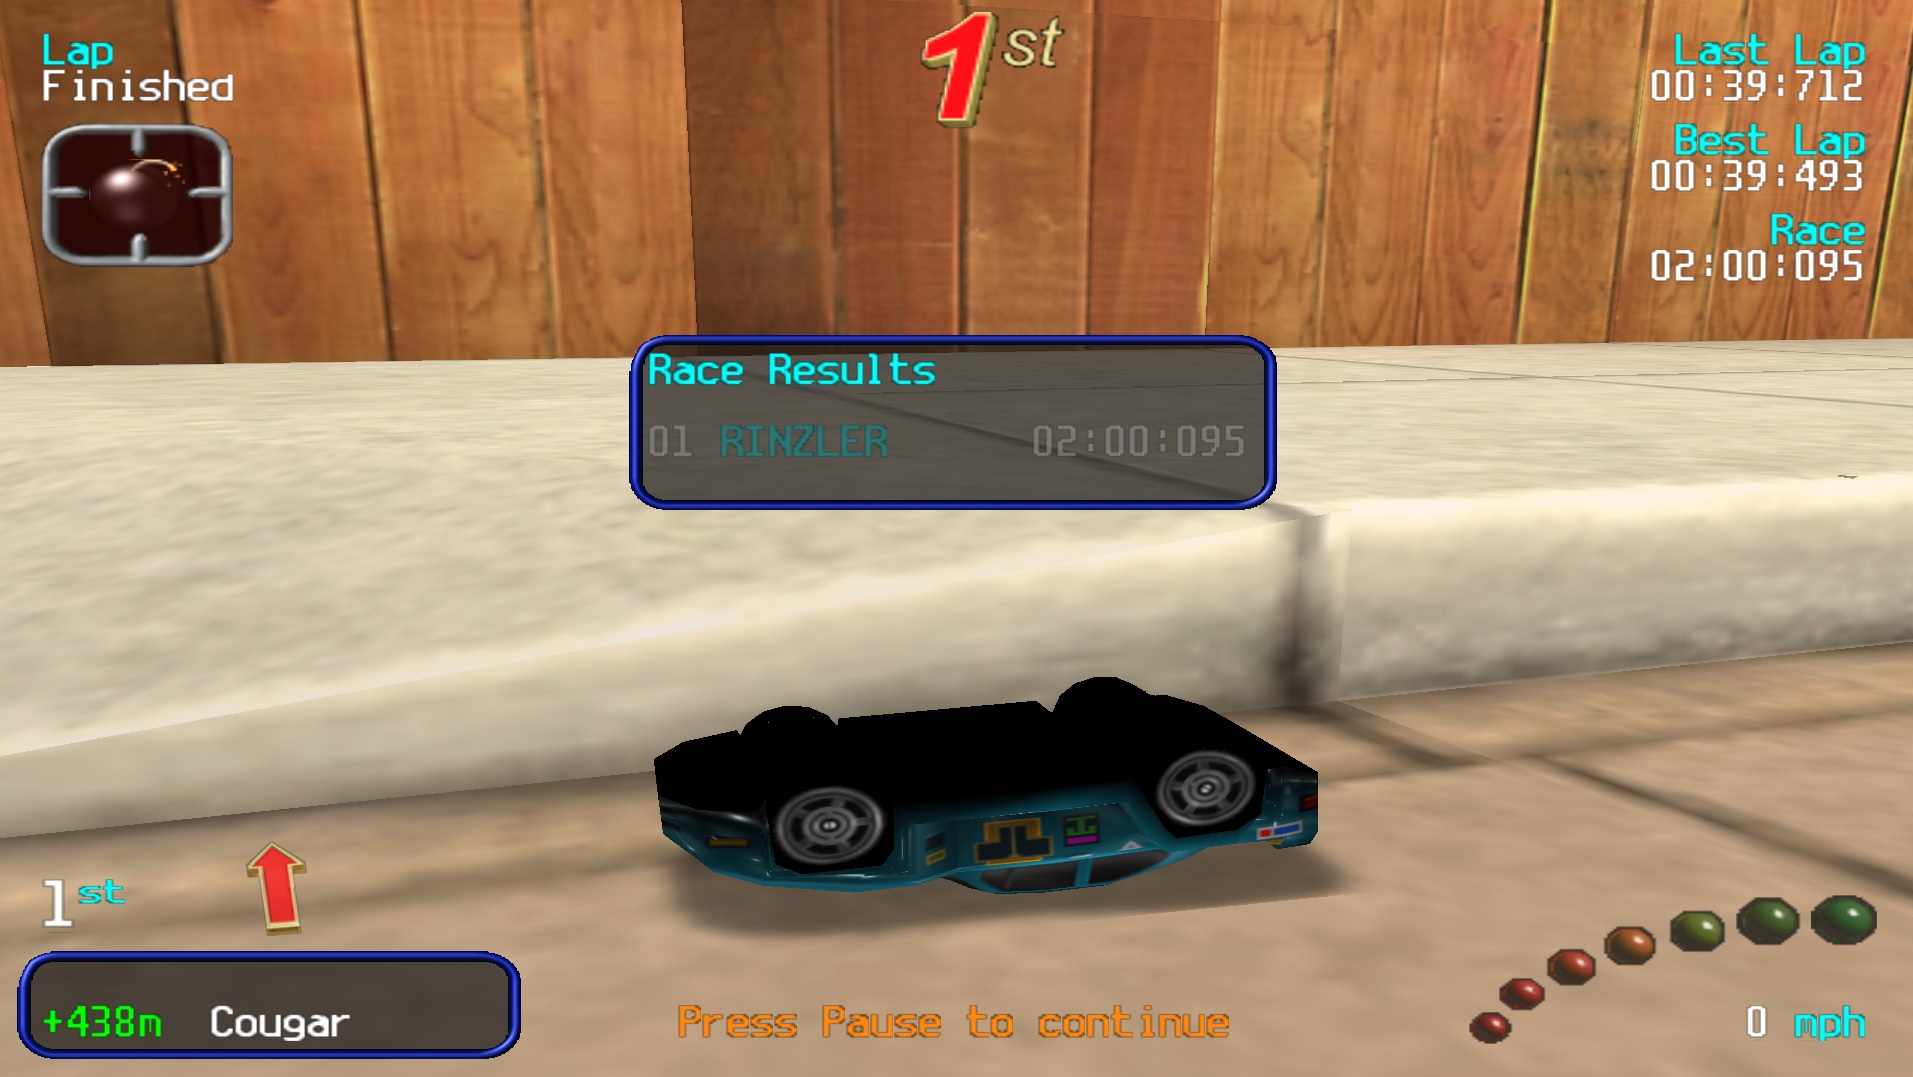 Lap
Finished
1st
Last Lap
00:39:712
Best Lap
00:39:493
Race
02:00:095
Race Results
01 RINZLER 02:00:095
1st
+438m Cougar
Press Pause to continue
0 mph